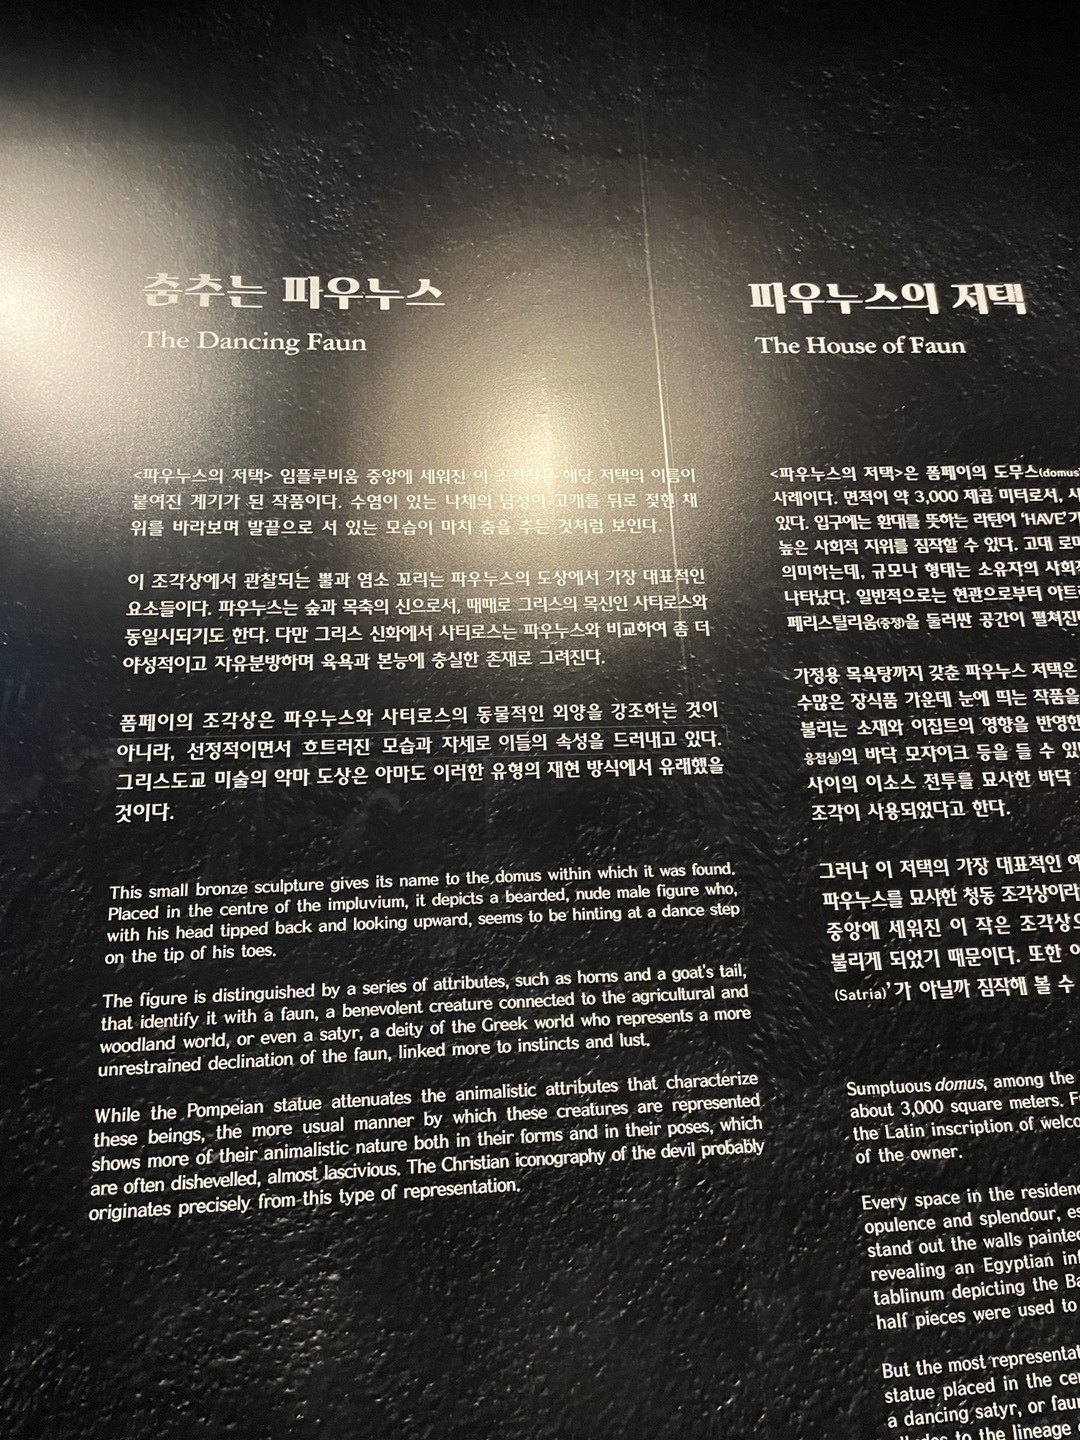 춤추는 파우누스
The Dancing Faun
<파우누스의 저택> 임플루비움 중앙에 세워진 이 조각상은 해당 저택의 이름이
붙여진 계기가 된 작품이다. 수염이 있는 나체의 남성이 고개를 뒤로 젖힌 채
위를 바라보며 발끝으로 서 있는 모습이 마치 춤을 추는 것처럼 보인다.
이 조각상에서 관찰되는 뿔과 염소 꼬리는 파우누스의 도상에서 가장 대표적인
요소들이다. 파우누스는 숲과 목축의 신으로서, 때때로 그리스의 목신인 사티로스와
동일시되기도 한다. 다만 그리스 신화에서 사티로스는 파우누스와 비교하여 좀 더
야성적이고 자유분방하며 육욕과 본능에 충실한 존재로 그려진다.
폼페이의 조각상은 파우누스와 사티로스의 동물적인 외양을 강조하는 것이
아니라, 선정적이면서 흐트러진 모습과 자세로 이들의 속성을 드러내고 있다.
그리스도교 미술의 악마 도상은 아마도 이러한 유형의 재현 방식에서 유래했을
것이다.
This small bronze sculpture gives its name to the domus within which it was found.
Placed in the centre of the impluvium, it depicts a bearded, nude male figure who,
with his head tipped back and looking upward, seems to be hinting at a dance step
on the tip of his toes.
The figure is distinguished by a series of attributes, such as horns and a goat's tail,
that identify it with a faun, a benevolent creature connected to the agricultural and
woodland world, or even a satyr, a deity of the Greek world who represents a more
unrestrained declination of the faun, linked more to instincts and lust.
While the Pompeian statue attenuates the animalistic attributes that characterize
these beings, the more usual manner by which these creatures are represented
shows more of their animalistic nature both in their forms and in their poses, which
are often dishevelled, almost lascivious. The Christian iconography of the devil probably
originates precisely from this type of representation.
파우누스의 저택
The House of Faun
<파우누스의 저택>은 폼페이의 도무스(domus)
사례이다. 면적이 약 3,000 제곱 미터로서,
있다. 입구에는 환대를 뜻하는 라틴어 'HAVE'가
높은 사회적 지위를 짐작할 수 있다. 고대
의미하는데, 규모나 형태는 소유자의
나타났다. 일반적으로는 현관으로부터
페리스틸리움(중정)을 둘러싼 공간이
가정용 목욕탕까지 갖춘 파우누스 저택은
수많은 장식품 가운데 눈에 띄는 작품을
불리는 소재와 이집트의 영향을 반영한
응접실)의 바닥 모자이크 등을 들 수
사이의 이소스 전투를 묘사한 바닥
조각이 사용되었다고 한다.
그러나 이 저택의 가장 대표적인
파우누스를 묘사한 청동
중앙에 세워진 이 작은
불리게 되었기 때문이다. 또한
(Satria)'가 아닐까 짐작해 볼 수
Sumptuous domus, among the
about 3,000 square meters.
the Latin inscription of
of the owner.
Every space in the
opulence and splendour,
stand out the walls painted
revealing an Egyptian
tablinum depicting the
half pieces were used to
But the most
statue placed in the
a dancing satyr, or
to the lineage